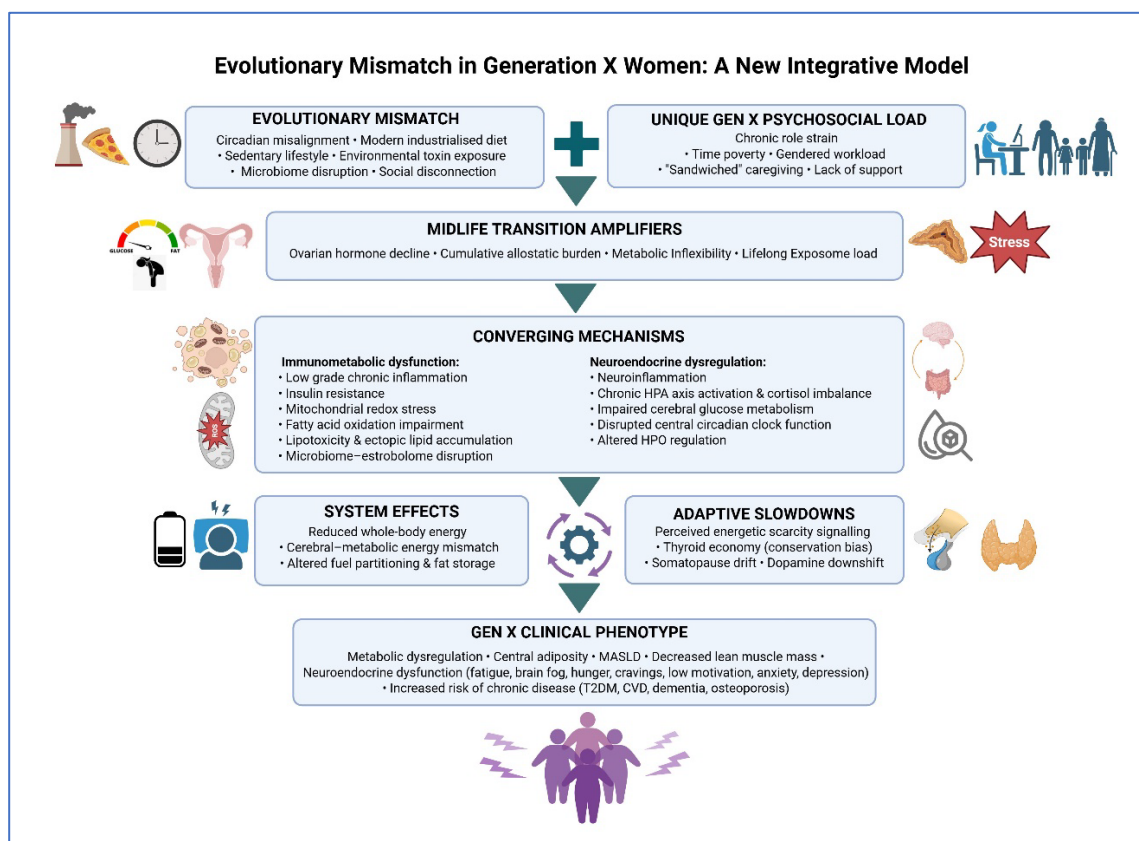 Evolutionary Mismatch in Generation X Women: A New Integrative Model
EVOLUTIONARY MISMATCH
Circadian misalignment • Modern industrialised diet
• Sedentary lifestyle • Environmental toxin exposure
• Microbiome disruption • Social disconnection
UNIQUE GEN X PSYCHOSOCIAL LOAD
Chronic role strain
• Time poverty • Gendered workload
• "Sandwiched" caregiving • Lack of support
GLUCOSE
FAT
MIDLIFE TRANSITION AMPLIFIERS
Ovarian hormone decline • Cumulative allostatic burden • Metabolic Inflexibility • Lifelong Exposome load
Stress
CONVERGING MECHANISMS
Immunometabolic dysfunction:
• Low grade chronic inflammation
• Insulin resistance
• Mitochondrial redox stress
• Fatty acid oxidation impairment
• Lipotoxicity & ectopic lipid accumulation
• Microbiome–estrobolome disruption
Neuroendocrine dysregulation:
• Neuroinflammation
• Chronic HPA axis activation & cortisol imbalance
• Impaired cerebral glucose metabolism
• Disrupted central circadian clock function
• Altered HPO regulation
ROS
SYSTEM EFFECTS
Reduced whole-body energy
• Cerebral–metabolic energy mismatch
• Altered fuel partitioning & fat storage
ADAPTIVE SLOWDOWNS
Perceived energetic scarcity signalling
• Thyroid economy (conservation bias)
• Somatopause drift • Dopamine downshift
GEN X CLINICAL PHENOTYPE
Metabolic dysregulation • Central adiposity • MASLD • Decreased lean muscle mass •
Neuroendocrine dysfunction (fatigue, brain fog, hunger, cravings, low motivation, anxiety, depression)
• Increased risk of chronic disease (T2DM, CVD, dementia, osteoporosis)